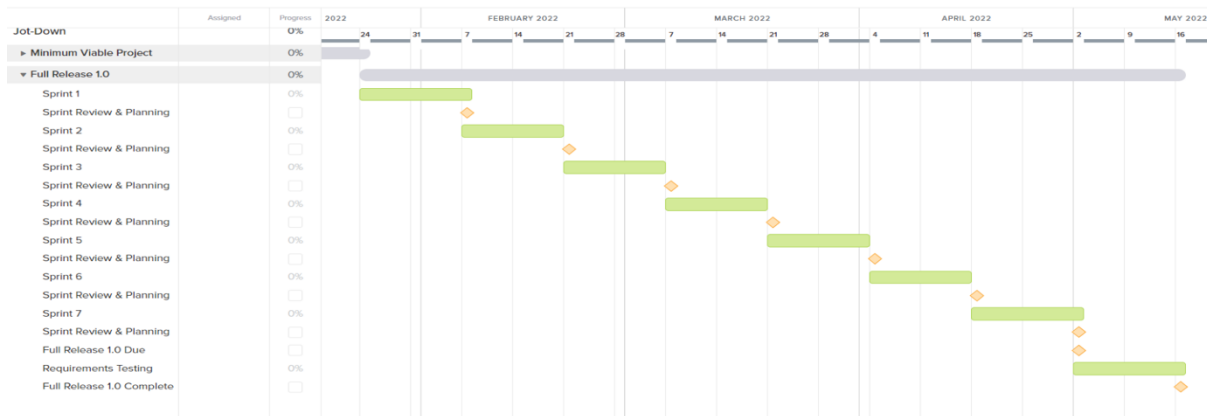 Assigned Progress 2022 FEBRUARY 2022 MARCH 2022 APRIL 2022 MAY 2022
Jot-Down 0% 24 31 7 14 21 28 7 14 21 28 4 11 18 25 2 9 16
Minimum Viable Project 0%
Full Release 1.0 0%
Sprint 1 0%
Sprint Review & Planning
Sprint 2 0%
Sprint Review & Planning
Sprint 3 0%
Sprint Review & Planning
Sprint 4 0%
Sprint Review & Planning
Sprint 5 0%
Sprint Review & Planning
Sprint 6 0%
Sprint Review & Planning
Sprint 7 0%
Sprint Review & Planning
Full Release 1.0 Due
Requirements Testing 0%
Full Release 1.0 Complete